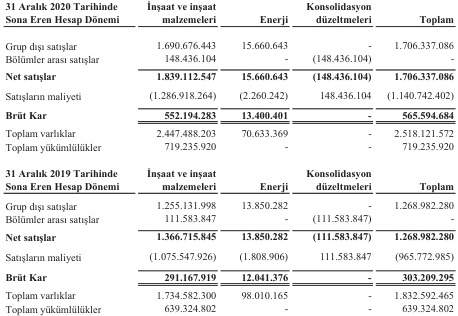 31 Aralık 2020 Tarihinde İnşaat ve inşaat Konsolidasyon
Sona Eren Hesap Dönemi malzemeleri Enerji düzeltmeleri Toplam
Grup dışı satışlar 1.690.676.443 15.660.643 - 1.706.337.086
Bölümler arası satışlar 148.436.104 - (148.436.104) -
Net satışlar 1.839.112.547 15.660.643 (148.436.104) 1.706.337.086
Satışların maliyeti (1.286.918.264) (2.260.242) 148.436.104 (1.140.742.402)
Brüt Kar 552.194.283 13.400.401 - 565.594.684
Toplam varlıklar 2.447.488.203 70.633.369 - 2.518.121.572
Toplam yükümlülükler 719.235.920 - - 719.235.920
31 Aralık 2019 Tarihinde İnşaat ve inşaat Konsolidasyon
Sona Eren Hesap Dönemi malzemeleri Enerji düzeltmeleri Toplam
Grup dışı satışlar 1.255.131.998 13.850.282 - 1.268.982.280
Bölümler arası satışlar 111.583.847 - (111.583.847) -
Net satışlar 1.366.715.845 13.850.282 (111.583.847) 1.268.982.280
Satışların maliyeti (1.075.547.926) (1.808.906) 111.583.847 (965.772.985)
Brüt Kar 291.167.919 12.041.376 - 303.209.295
Toplam varlıklar 1.734.582.300 98.010.165 - 1.832.592.465
Toplam yükümlülükler 639.324.802 - - 639.324.802